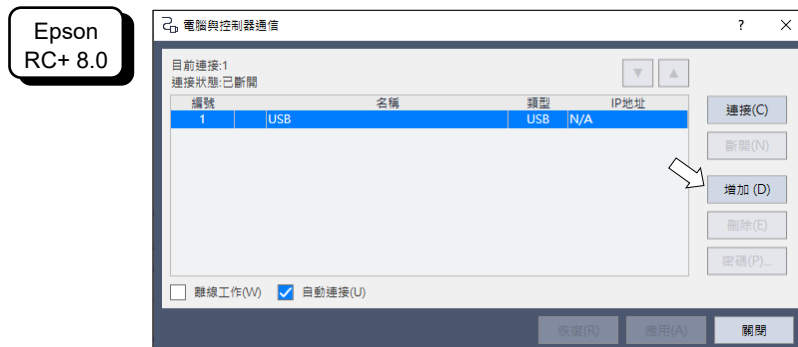 Epson
RC+ 8.0
電腦與控制器通信
?
目前連接:1
連接狀態:已斷開
▼ ▲
編號 名稱 類型 IP地址
1 USB USB N/A
連接(C)
斷開(N)
增加 (D)
刪除(E)
密碼(P)...
離線工作(W) 自動連接(U)
恢復(R) 應用(A) 關閉